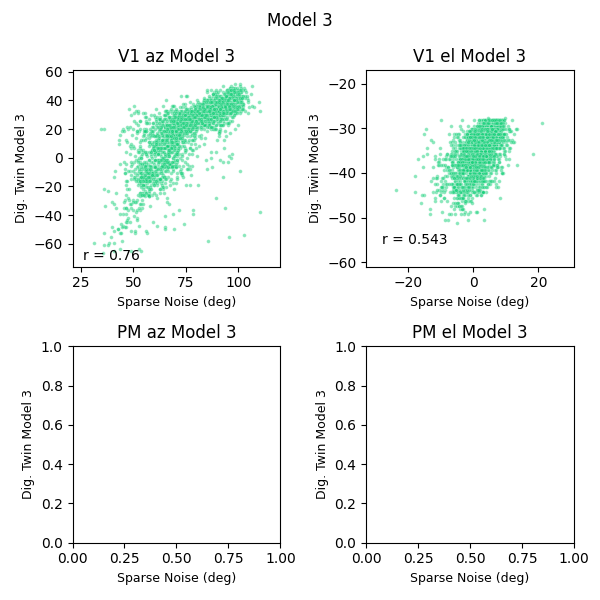 Model 3
V1 az Model 3
V1 el Model 3
60
40
20
0
−20
−40
−60
Dig. Twin Model 3
r = 0.76
25
50
75
100
Sparse Noise (deg)
−20
−30
−40
−50
−60
Dig. Twin Model 3
r = 0.543
−20
0
20
Sparse Noise (deg)
PM az Model 3
PM el Model 3
1.0
0.8
0.6
0.4
0.2
0.0
Dig. Twin Model 3
0.00
0.25
0.50
0.75
1.00
Sparse Noise (deg)
1.0
0.8
0.6
0.4
0.2
0.0
Dig. Twin Model 3
0.00
0.25
0.50
0.75
1.00
Sparse Noise (deg)